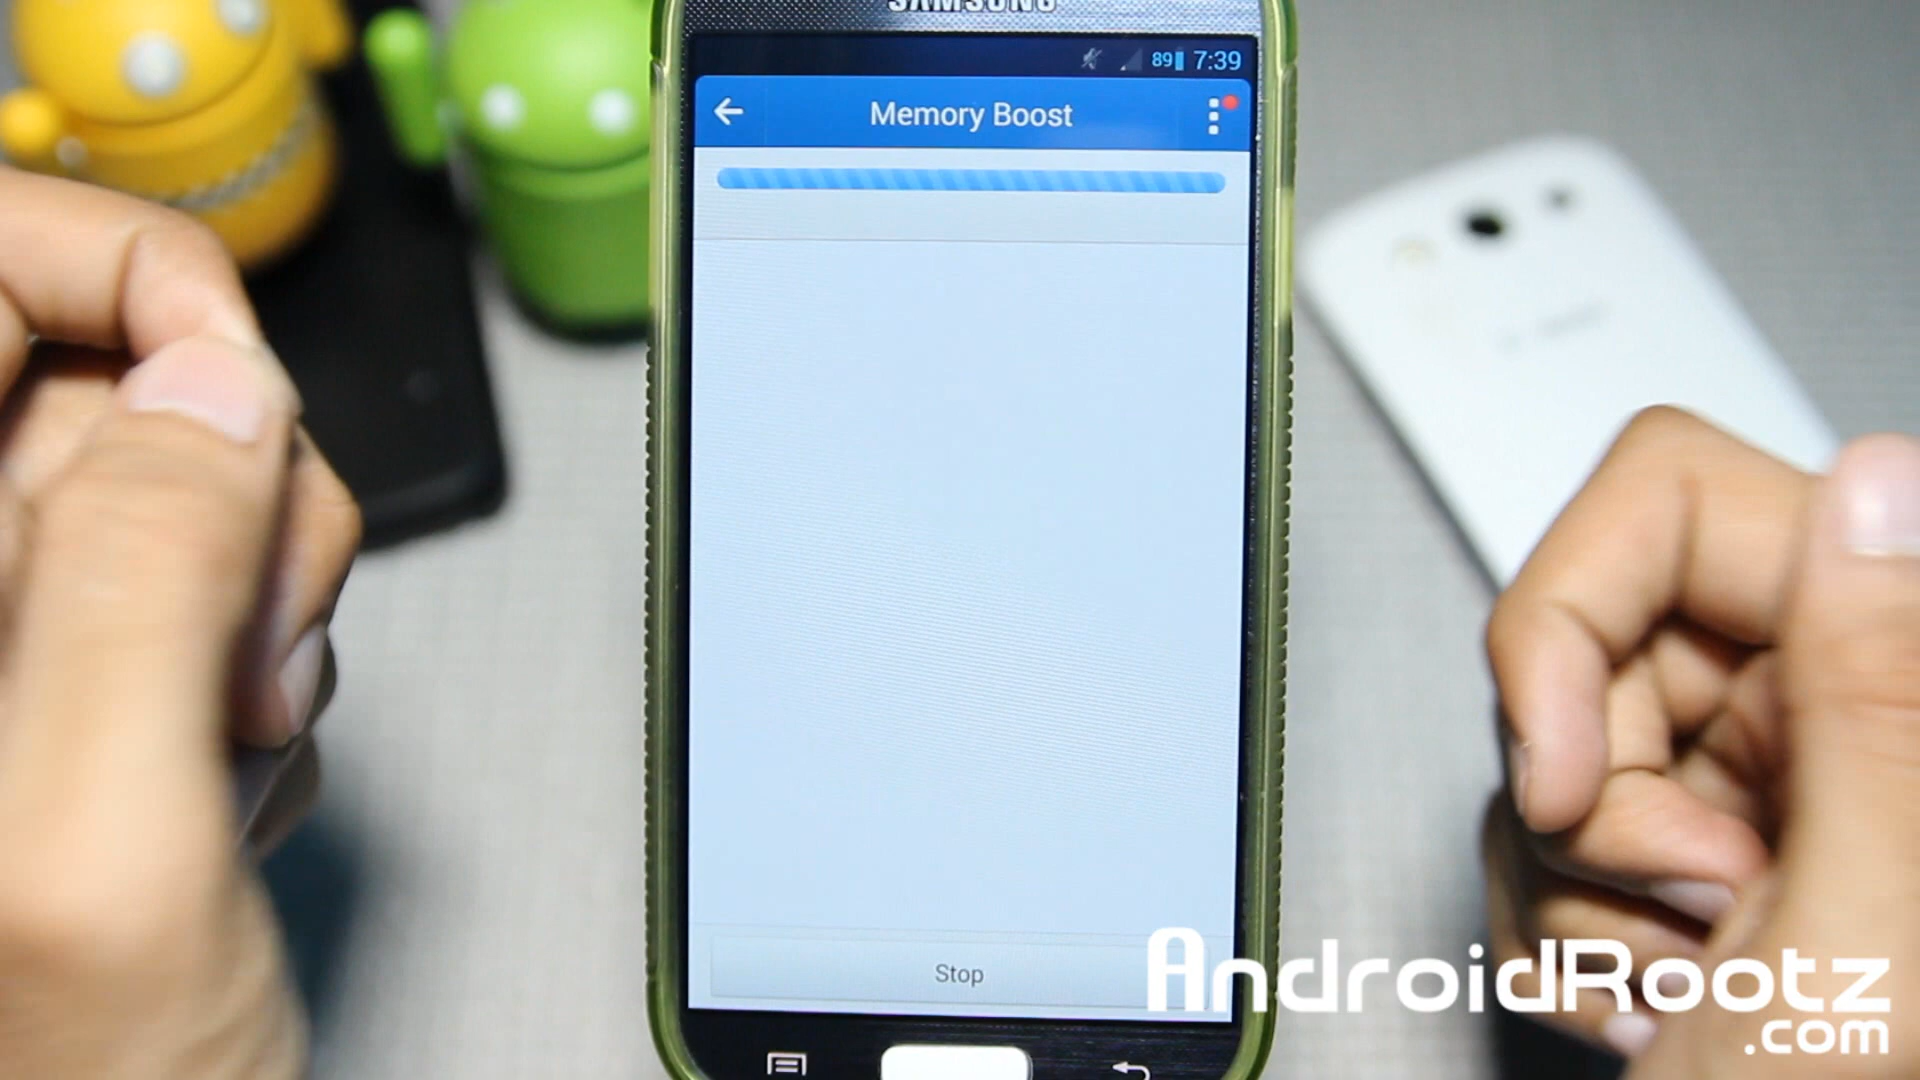 SAMSUNG
89 7:39
Memory Boost
Stop
AndroidRootz
.com